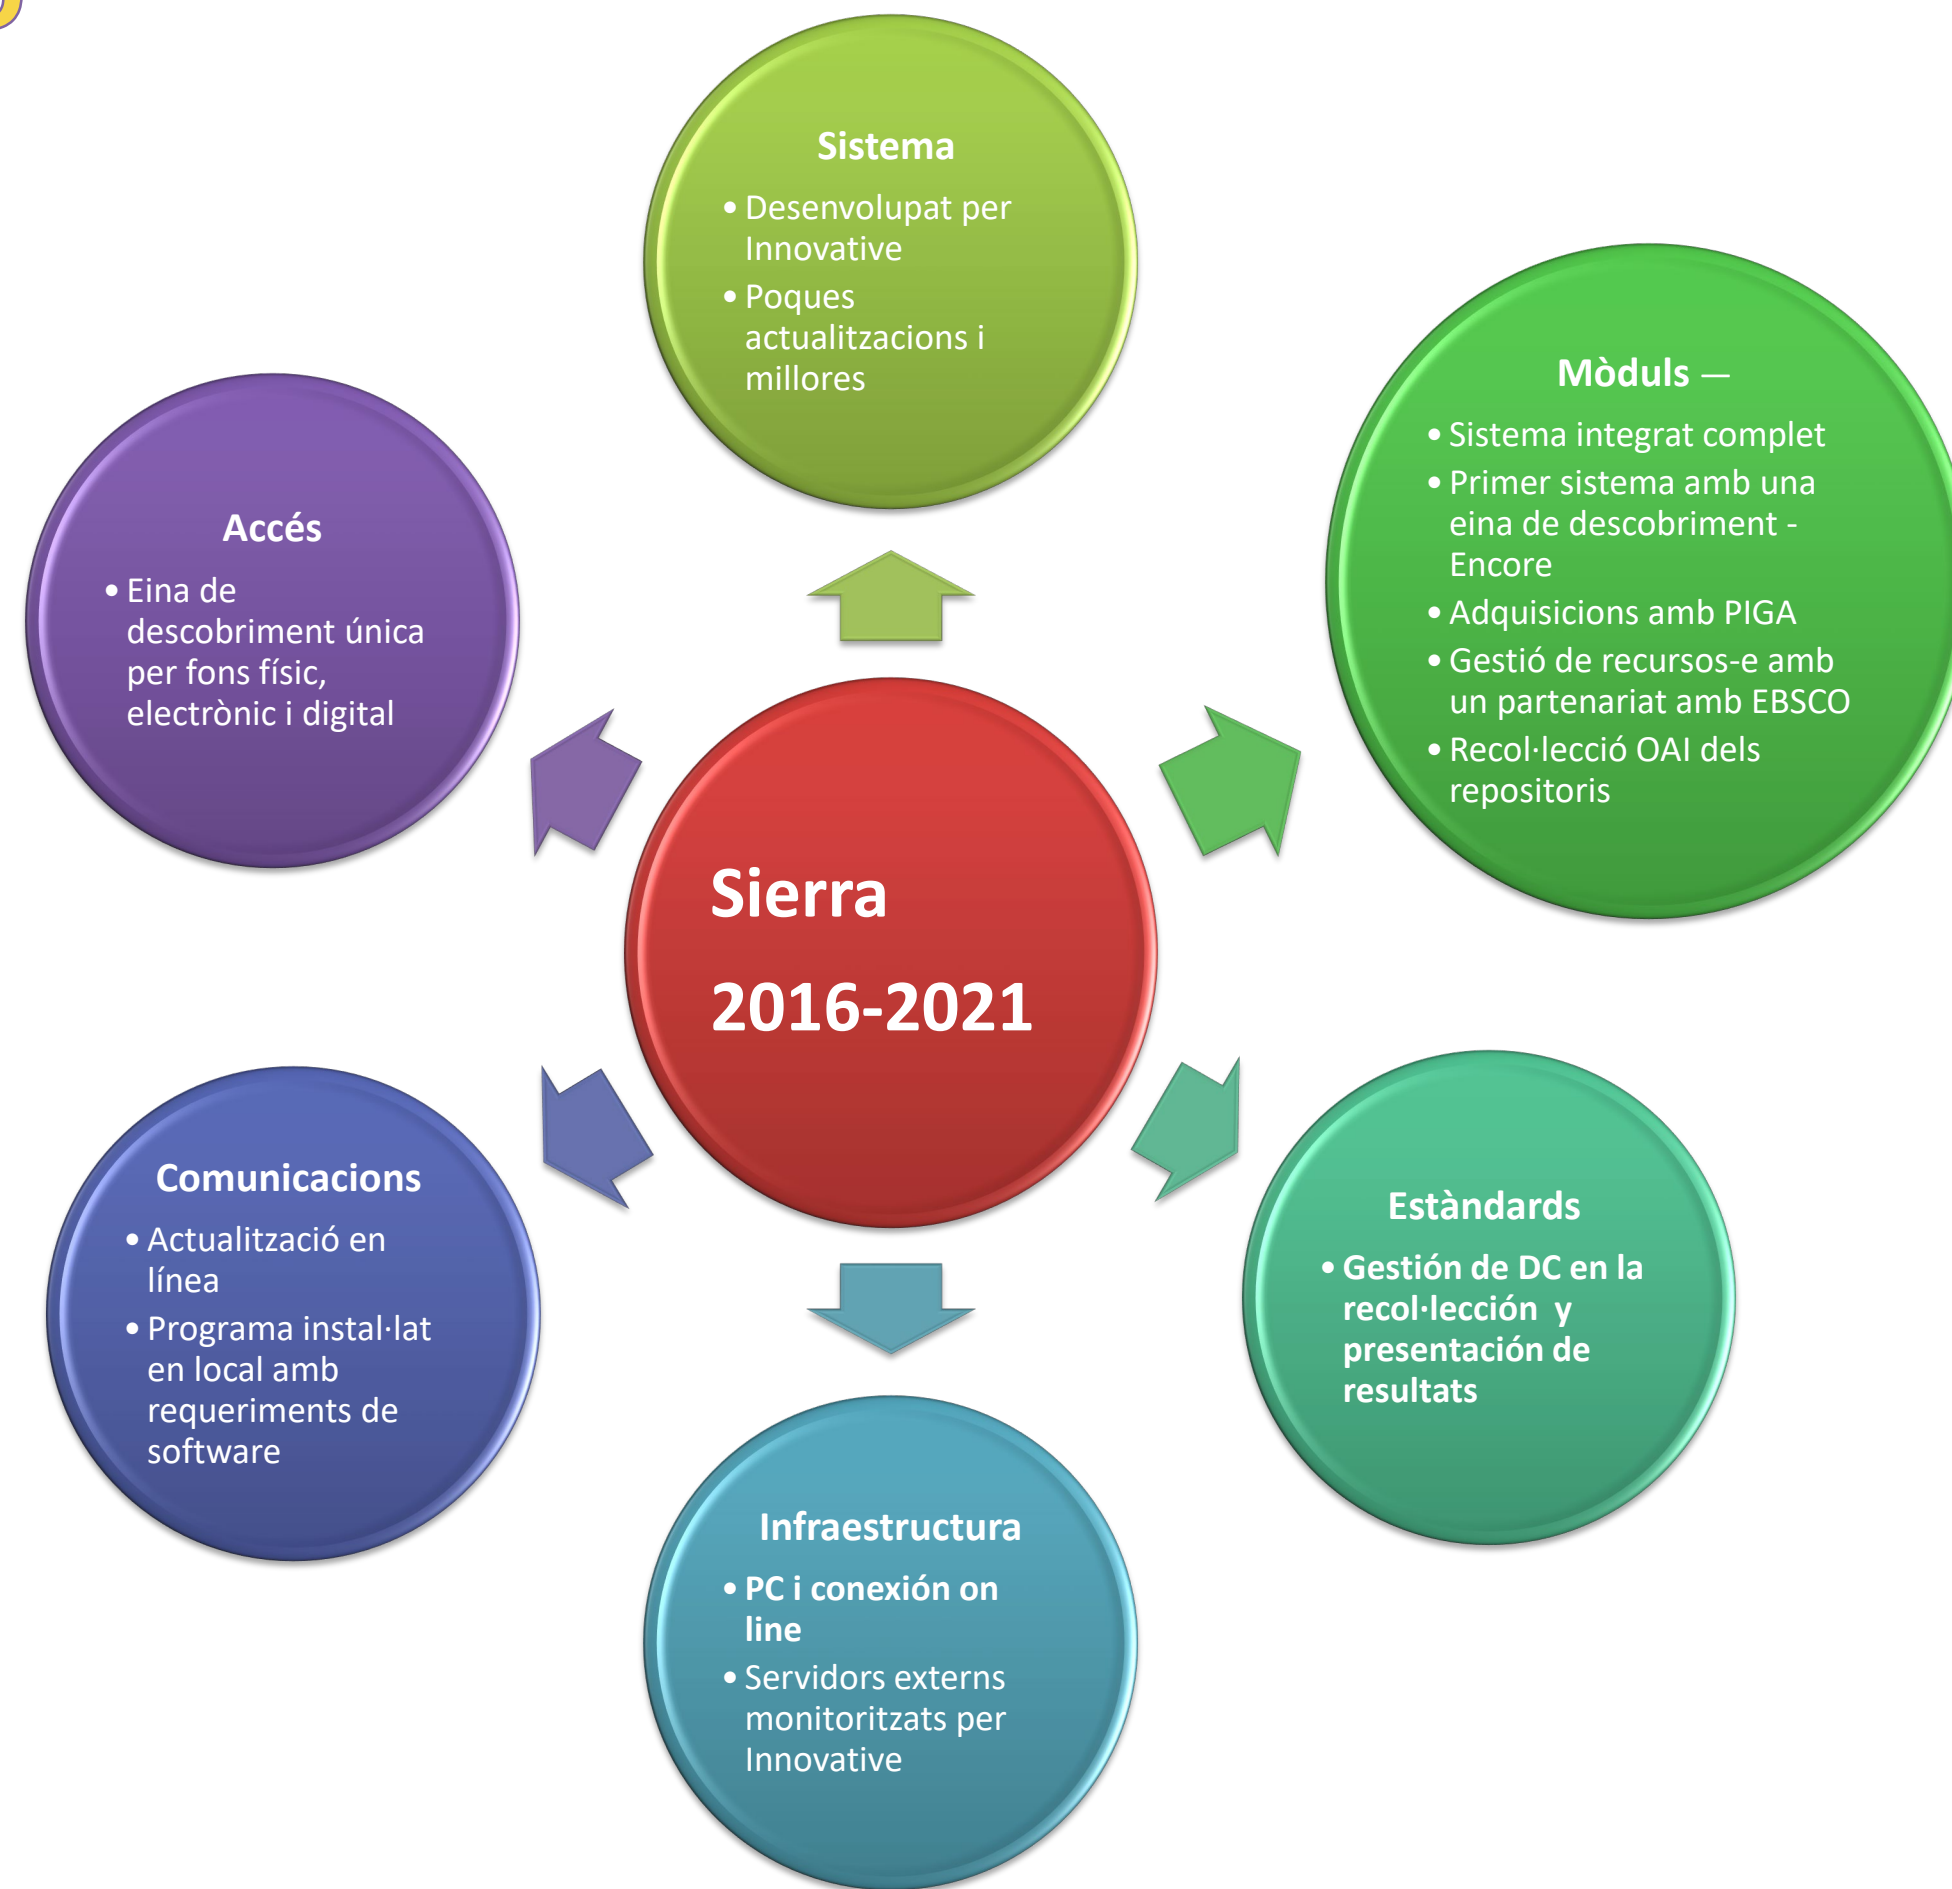 Sistema
• Desenvolupat per
Innovative
• Poques
actualitzacions i
millores
Mòduls —
• Sistema integrat complet
• Primer sistema amb una
eina de descobriment -
Encore
• Adquisicions amb PIGA
• Gestió de recursos-e amb
un partenariat amb EBSCO
• Recol·lecció OAI dels
repositoris
Estàndards
• Gestión de DC en la
recol·lección y
presentación de
resultats
Infraestructura
• PC i conexión on
line
• Servidors externs
monitoritzats per
Innovative
Comunicacions
• Actualització en
línea
• Programa instal·lat
en local amb
requeriments de
software
Accés
• Eina de
descobriment única
per fons físic,
electrònic i digital
Sierra
2016-2021